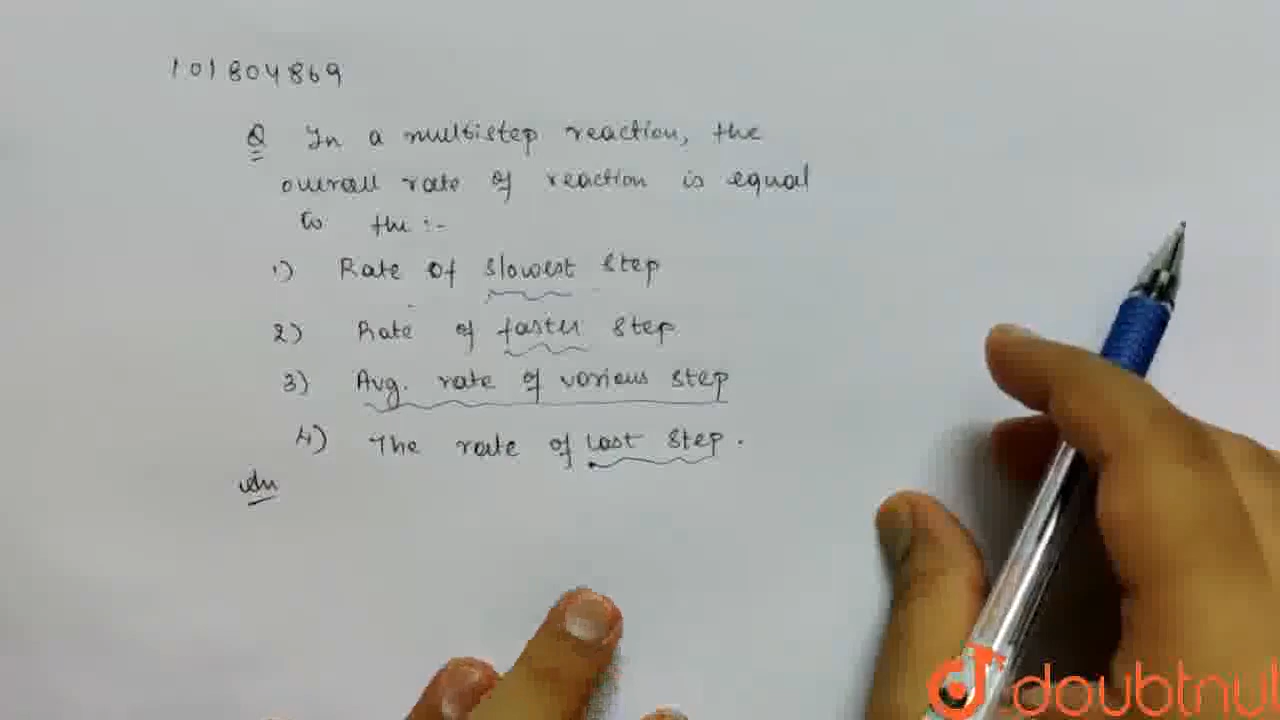 101804869
Q In a multistep reaction, the
overall rate of reaction is equal
to the :-
1) Rate of slowest step
2) Rate of faster step
3) Avg. rate of various step
4) The rate of last step.
doubtnut